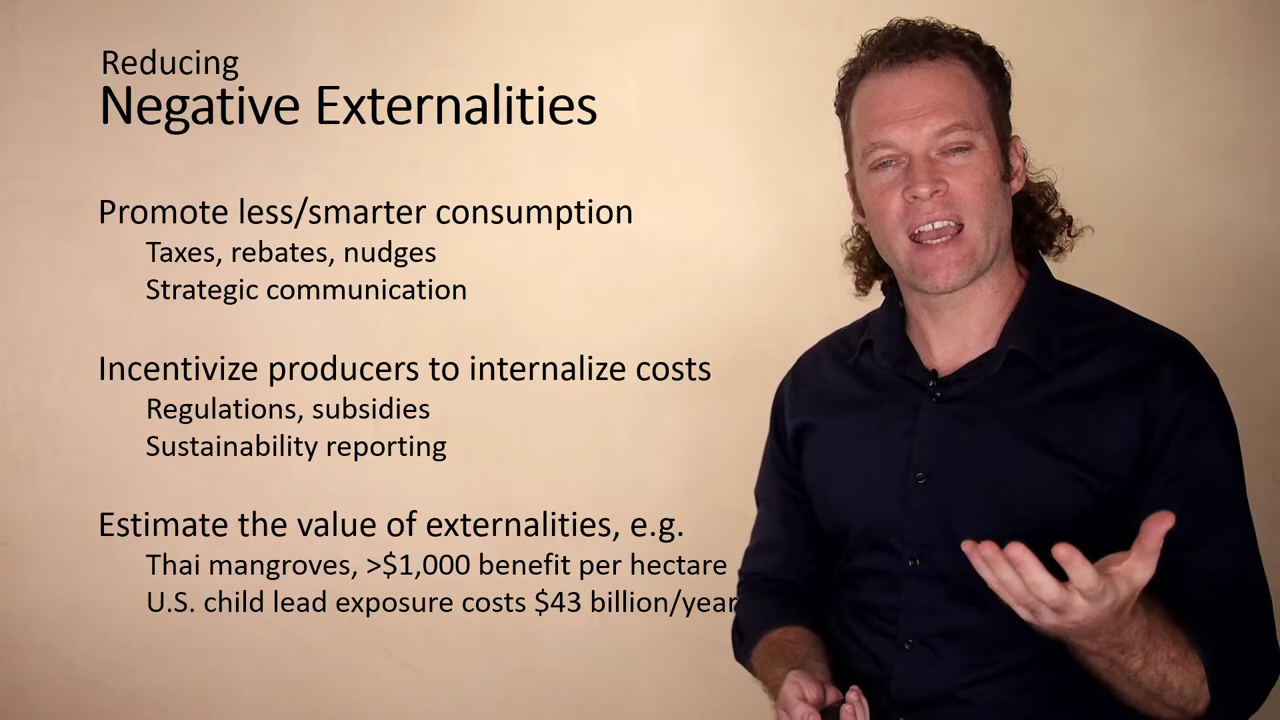 Reducing
Negative Externalities
Promote less/smarter consumption
Taxes, rebates, nudges
Strategic communication
Incentivize producers to internalize costs
Regulations, subsidies
Sustainability reporting
Estimate the value of externalities, e.g.
Thai mangroves, >$1,000 benefit per hectare
U.S. child lead exposure costs $43 billion/year